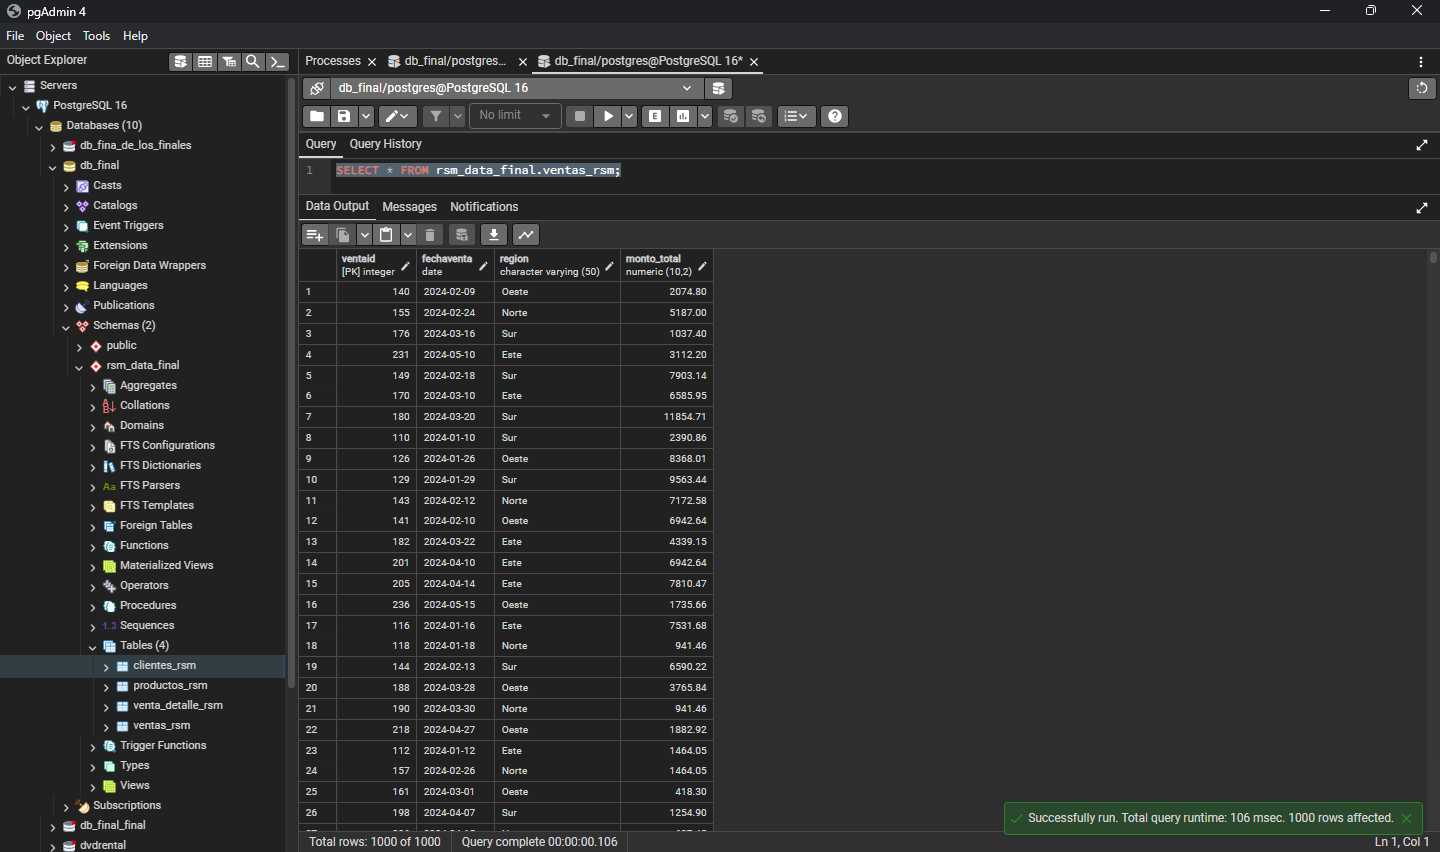 pgAdmin 4
File Object Tools Help
Object Explorer
Processes
db_final/postgres...
db_final/postgres@PostgreSQL 16*
Servers
PostgreSQL 16
Databases (10)
db_fina_de_los_finales
db_final
Casts
Catalogs
Event Triggers
Extensions
Foreign Data Wrappers
Languages
Publications
Schemas (2)
public
rsm_data_final
Aggregates
Collations
Domains
FTS Configurations
FTS Dictionaries
Aa FTS Parsers
FTS Templates
Foreign Tables
Functions
Materialized Views
Operators
Procedures
1..3 Sequences
Tables (4)
clientes_rsm
productos_rsm
venta_detalle_rsm
ventas_rsm
Trigger Functions
Types
Views
Subscriptions
db_final_final
dvdrental
db_final/postgres@PostgreSQL 16
No limit
E
Query Query History
1 SELECT * FROM rsm_data_final.ventas_rsm;
Data Output Messages Notifications
ventaid fechaventa region monto_total
[PK] integer date character varying (50) numeric (10,2)
1 140 2024-02-09 Oeste 2074.80
2 155 2024-02-24 Norte 5187.00
3 176 2024-03-16 Sur 1037.40
4 231 2024-05-10 Este 3112.20
5 149 2024-02-18 Sur 7903.14
6 170 2024-03-10 Este 6585.95
7 180 2024-03-20 Sur 11854.71
8 110 2024-01-10 Sur 2390.86
9 126 2024-01-26 Oeste 8368.01
10 129 2024-01-29 Sur 9563.44
11 143 2024-02-12 Norte 7172.58
12 141 2024-02-10 Oeste 6942.64
13 182 2024-03-22 Este 4339.15
14 201 2024-04-10 Este 6942.64
15 205 2024-04-14 Este 7810.47
16 236 2024-05-15 Oeste 1735.66
17 116 2024-01-16 Este 7531.68
18 118 2024-01-18 Norte 941.46
19 144 2024-02-13 Sur 6590.22
20 188 2024-03-28 Oeste 3765.84
21 190 2024-03-30 Norte 941.46
22 218 2024-04-27 Oeste 1882.92
23 112 2024-01-12 Este 1464.05
24 157 2024-02-26 Norte 1464.05
25 161 2024-03-01 Oeste 418.30
26 198 2024-04-07 Sur 1254.90
Successfully run. Total query runtime: 106 msec. 1000 rows affected.
Total rows: 1000 of 1000 Query complete 00:00:00.106 Ln 1, Col 1